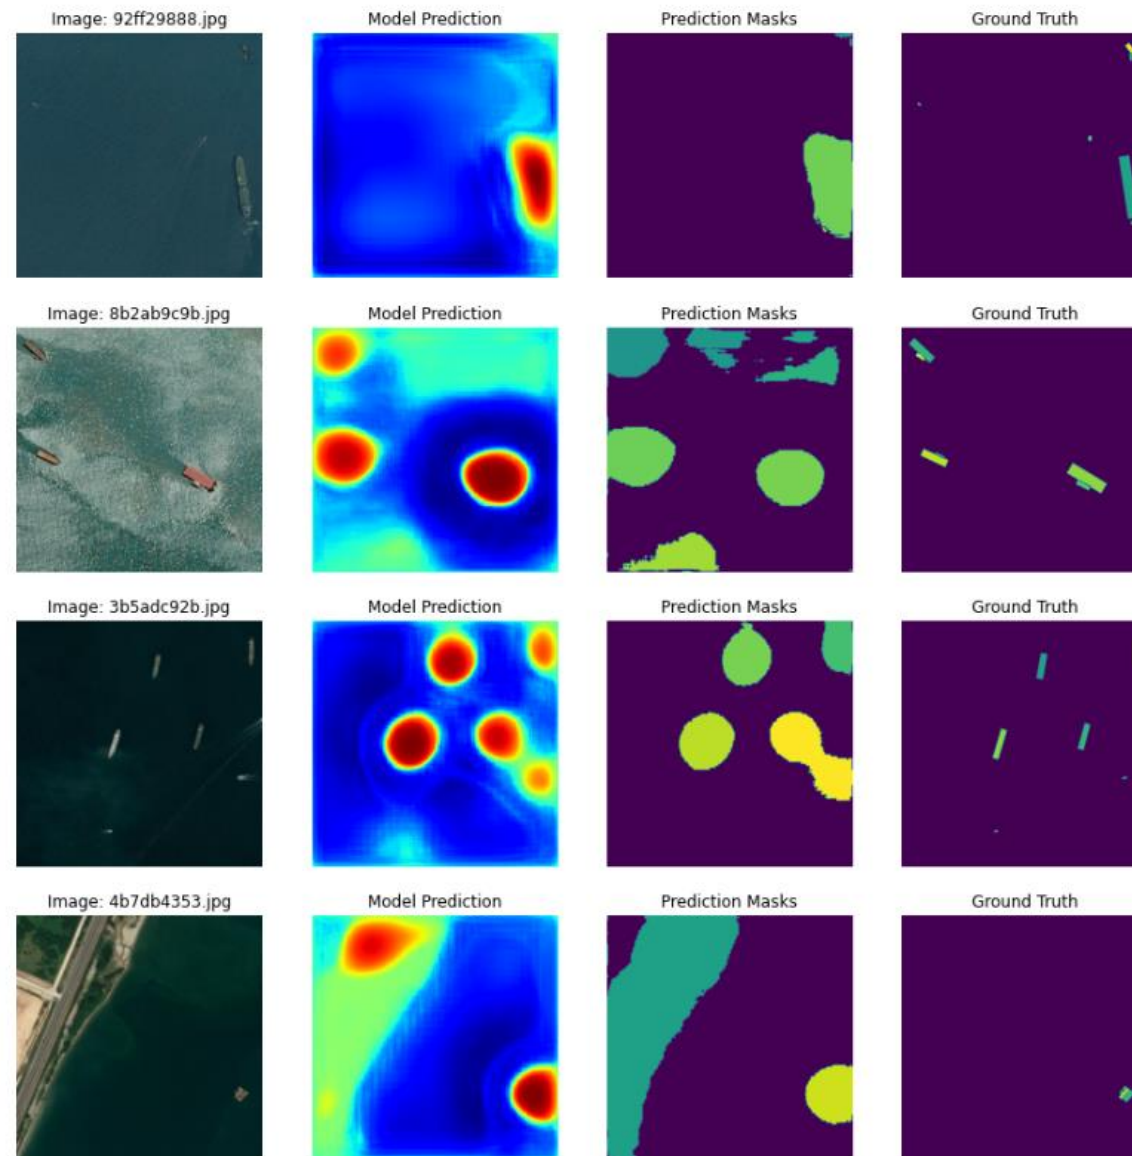 Image: 92ff29888.jpg Model Prediction Prediction Masks Ground Truth
Image: 8b2ab9c9b.jpg Model Prediction Prediction Masks Ground Truth
Image: 3b5adc92b.jpg Model Prediction Prediction Masks Ground Truth
Image: 4b7db4353.jpg Model Prediction Prediction Masks Ground Truth